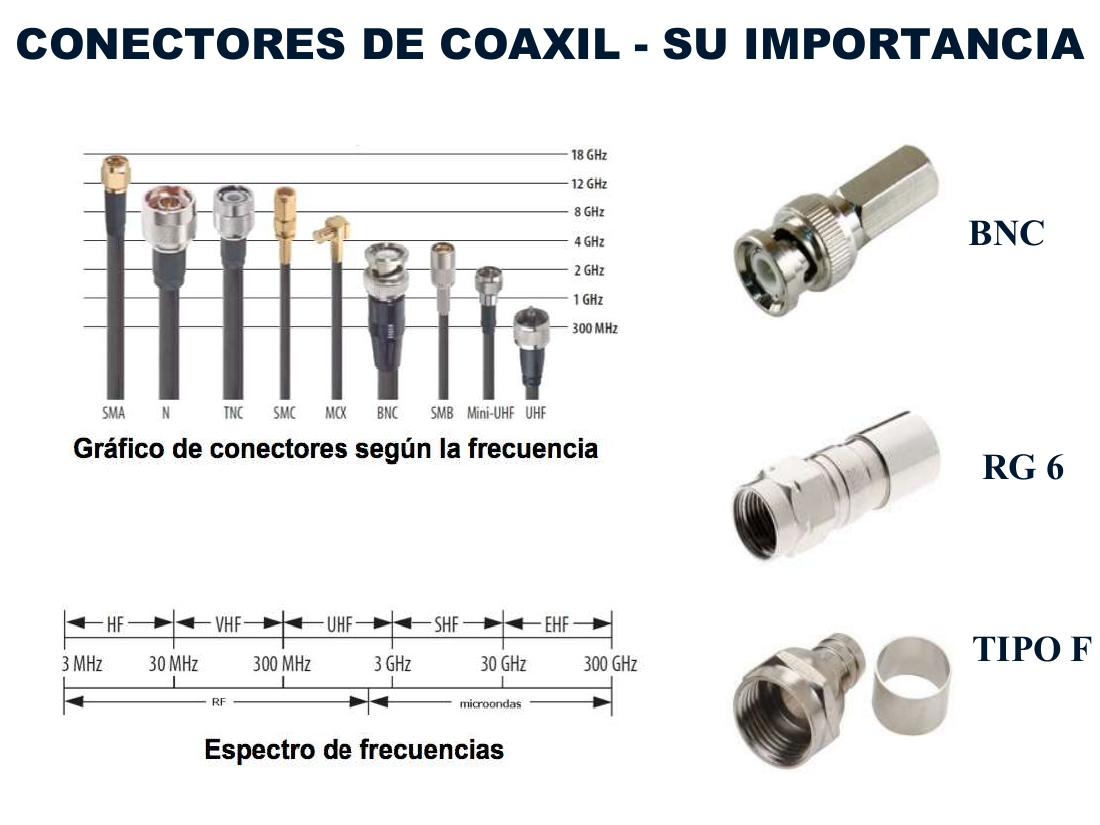 CONECTORES DE COAXIL - SU IMPORTANCIA
18 GHz
12 GHz
8 GHz
4 GHz
2 GHz
1 GHz
300 MHz
SMA N TNC SMC MCX BNC SMB Mini-UHF UHF
Gráfico de conectores según la frecuencia
BNC
RG 6
TIPO F
HF VHF UHF SHF EHF
3 MHz 30 MHz 300 MHz 3 GHz 30 GHz 300 GHz
RF microondas
Espectro de frecuencias